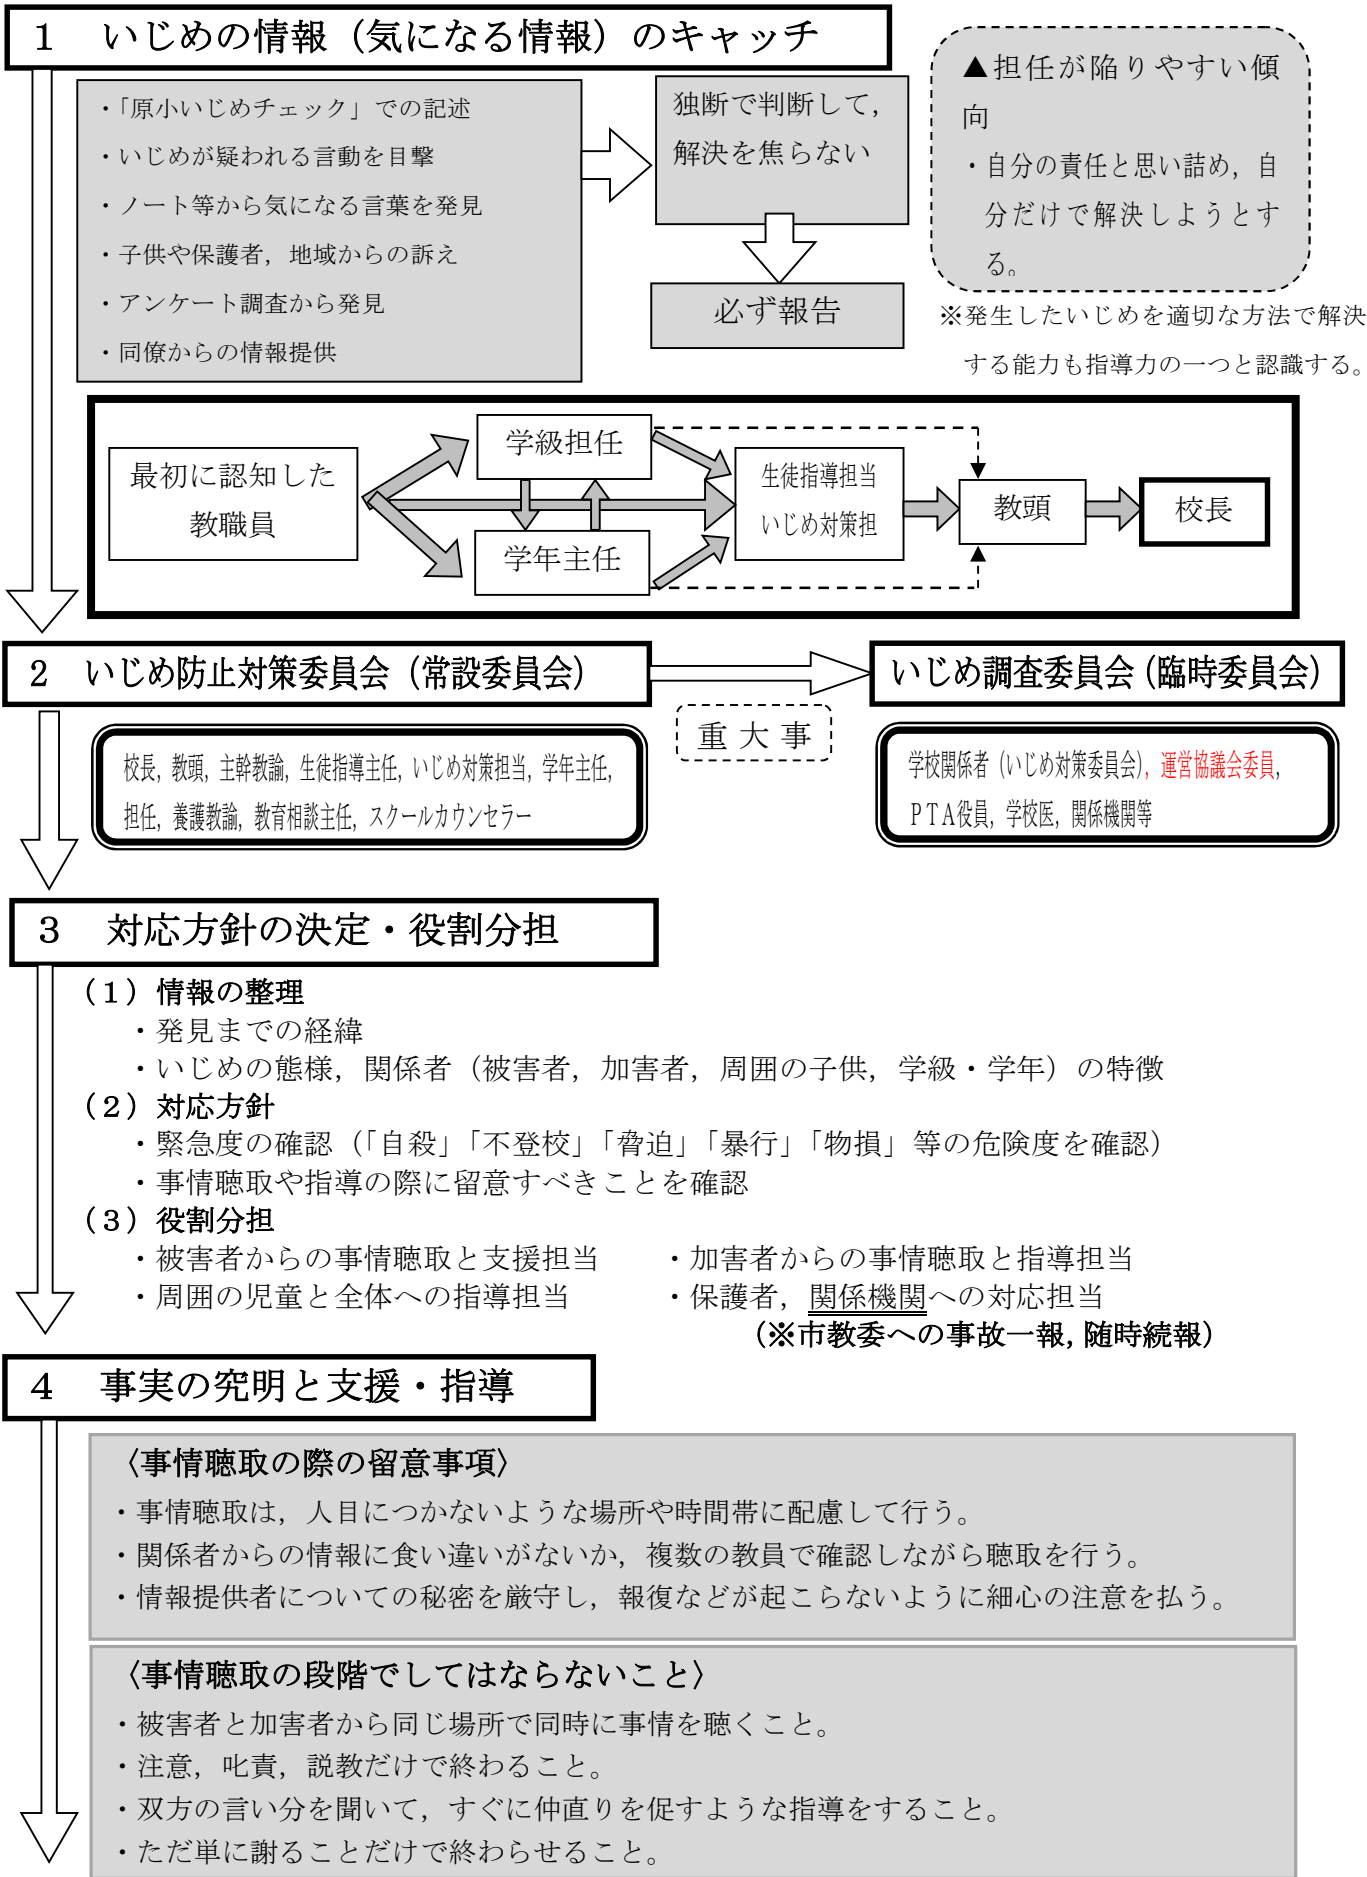 １　いじめの情報（気になる情報）のキャッチ
・「原小いじめチェック」での記述
・いじめが疑われる言動を目撃
・ノート等から気になる言葉を発見
・子供や保護者，地域からの訴え
・アンケート調査から発見
・同僚からの情報提供
独断で判断して，
解決を焦らない
必ず報告
▲担任が陥りやすい傾
向
・自分の責任と思い詰め，自
分だけで解決しようとす
る。
※発生したいじめを適切な方法で解決
する能力も指導力の一つと認識する。
最初に認知した
教職員
学級担任
学年主任
生徒指導担当
いじめ対策担
教頭
校長
２　いじめ防止対策委員会（常設委員会）
いじめ調査委員会（臨時委員会）
重大事
校長，教頭，主幹教諭，生徒指導主任，いじめ対策担当，学年主任，
担任，養護教諭，教育相談主任，スクールカウンセラー
学校関係者（いじめ対策委員会），運営協議会委員，
ＰＴＡ役員，学校医，関係機関等
３　対応方針の決定・役割分担
（１）情報の整理
・発見までの経緯
・いじめの態様，関係者（被害者，加害者，周囲の子供，学級・学年）の特徴
（２）対応方針
・緊急度の確認（「自殺」「不登校」「脅迫」「暴行」「物損」等の危険度を確認）
・事情聴取や指導の際に留意すべきことを確認
（３）役割分担
・被害者からの事情聴取と支援担当　　・加害者からの事情聴取と指導担当
・周囲の児童と全体への指導担当　　　・保護者，関係機関への対応担当
（※市教委への事故一報，随時続報）
４　事実の究明と支援・指導
〈事情聴取の際の留意事項〉
・事情聴取は，人目につかないような場所や時間帯に配慮して行う。
・関係者からの情報に食い違いがないか，複数の教員で確認しながら聴取を行う。
・情報提供者についての秘密を厳守し，報復などが起こらないように細心の注意を払う。
〈事情聴取の段階でしてはならないこと〉
・被害者と加害者から同じ場所で同時に事情を聴くこと。
・注意，叱責，説教だけで終わること。
・双方の言い分を聞いて，すぐに仲直りを促すような指導をすること。
・ただ単に謝ることだけで終わらせること。